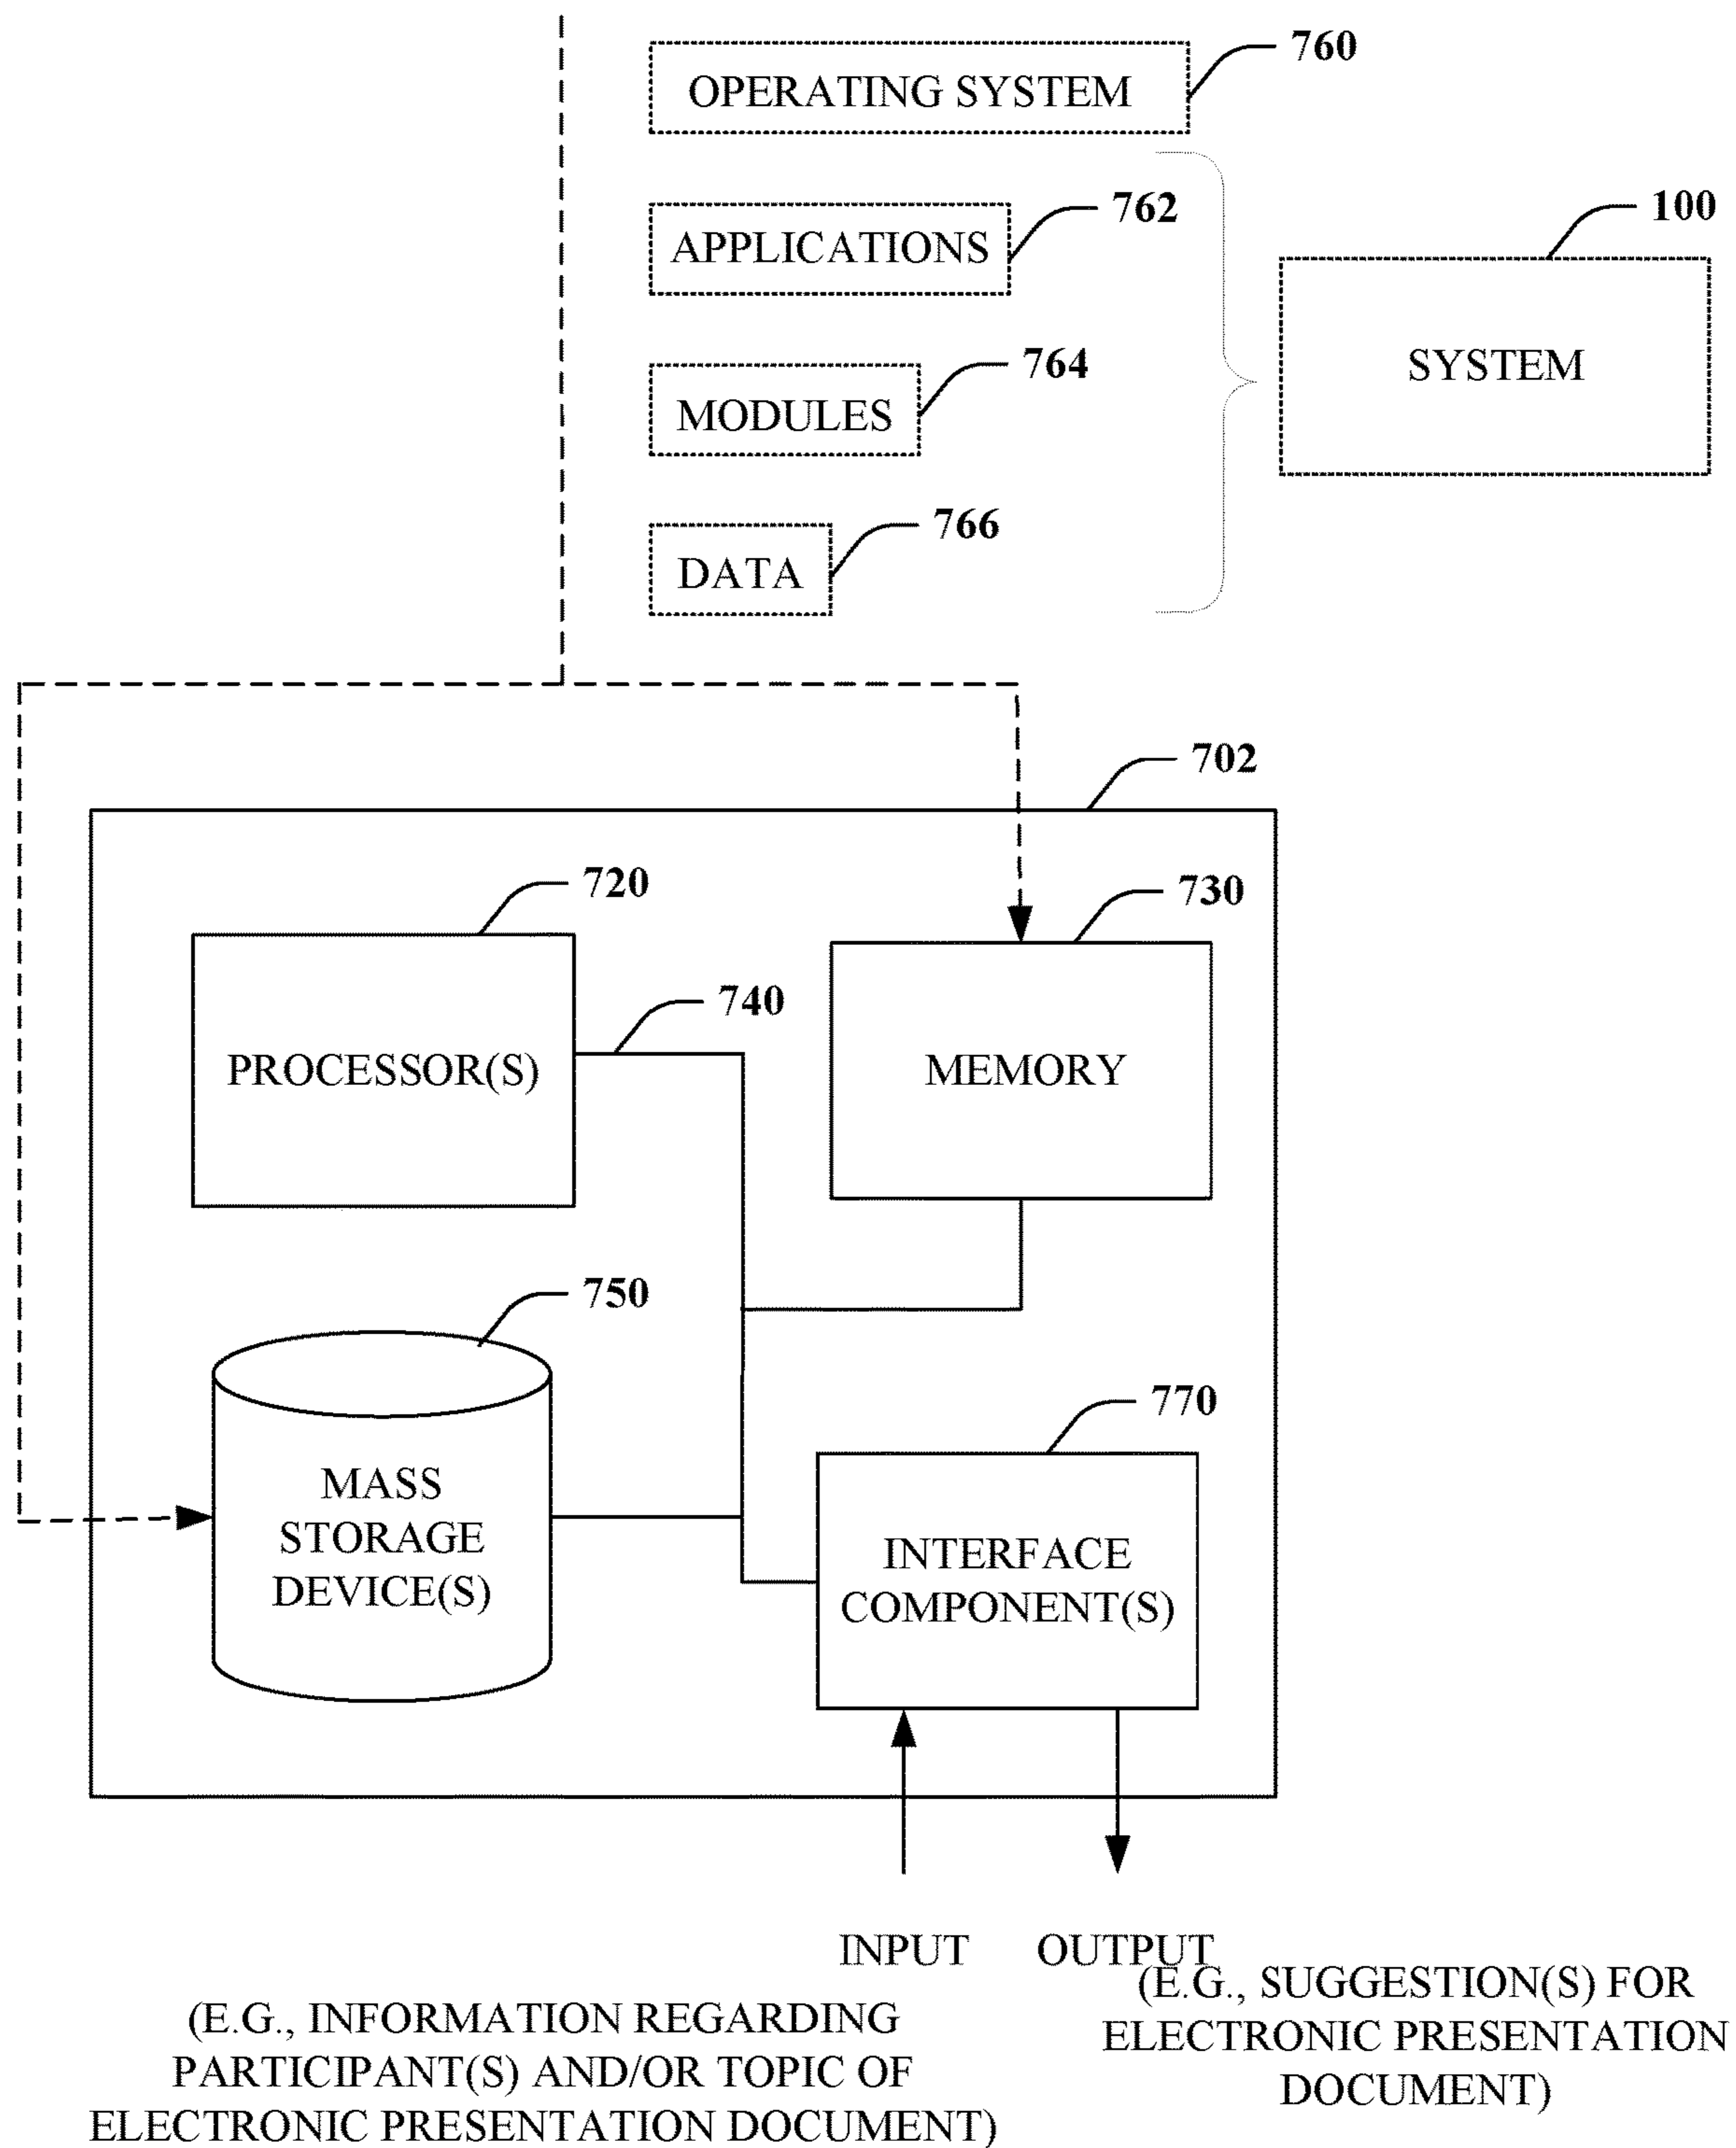 760
OPERATING SYSTEM
762
APPLICATIONS
100
SYSTEM
764
MODULES
766
DATA
702
720
PROCESSOR(S)
730
MEMORY
740
750
MASS
STORAGE
DEVICE(S)
770
INTERFACE
COMPONENT(S)
INPUT
(E.G., INFORMATION REGARDING
PARTICIPANT(S) AND/OR TOPIC OF
ELECTRONIC PRESENTATION DOCUMENT)
OUTPUT
(E.G., SUGGESTION(S) FOR
ELECTRONIC PRESENTATION
DOCUMENT)